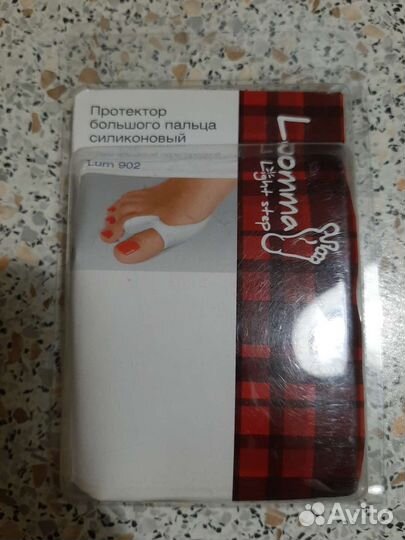 Протектор
большого пальца
силиконовый
Lum 902
Luomma
Light step
Avito